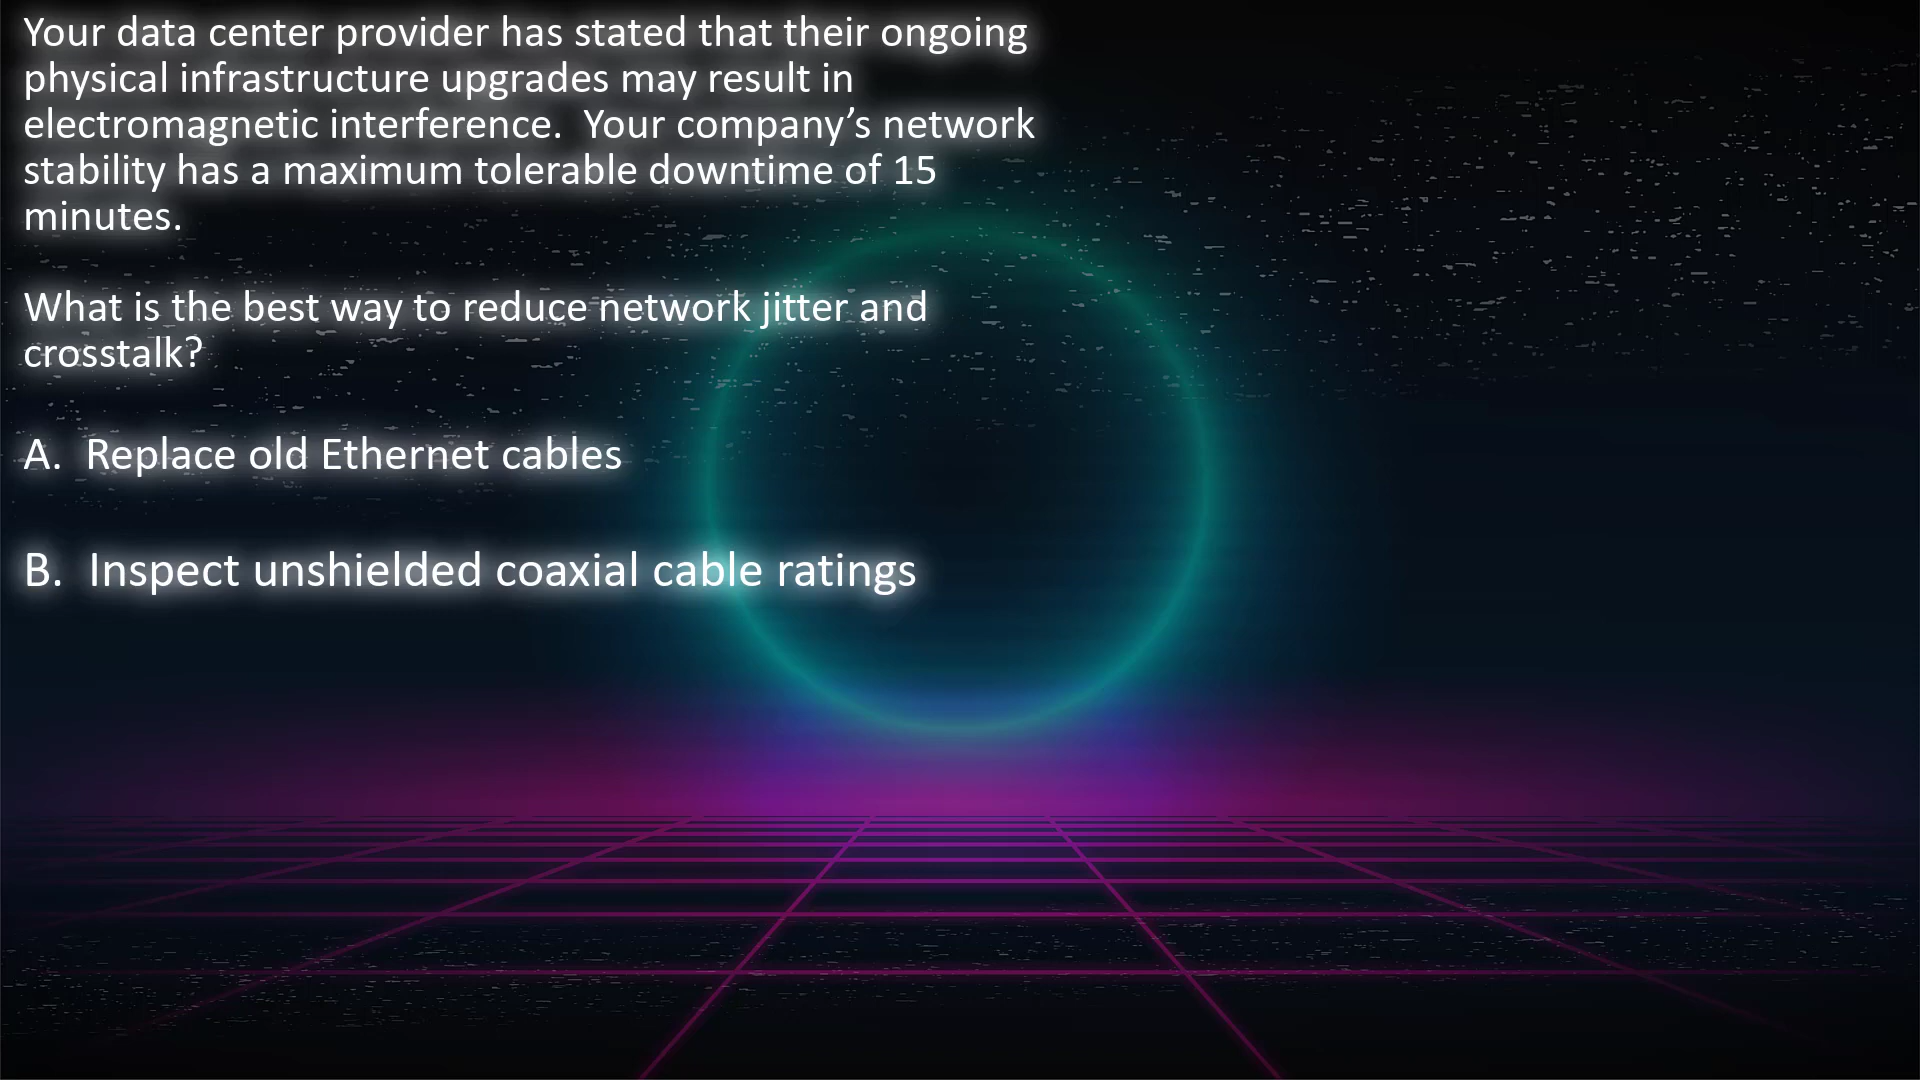 Your data center provider has stated that their ongoing
physical infrastructure upgrades may result in
electromagnetic interference.  Your company’s network
stability has a maximum tolerable downtime of 15
minutes.
What is the best way to reduce network jitter and
crosstalk?
A.  Replace old Ethernet cables
B.  Inspect unshielded coaxial cable ratings